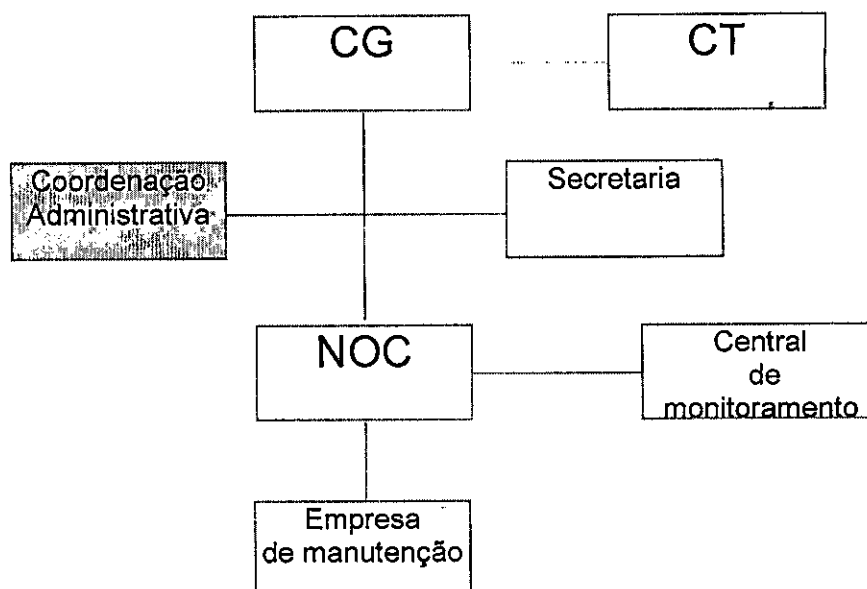 CG
CT
Coordenação
Administrativa
Secretaria
NOC
Central
de
monitoramento
Empresa
de manutenção